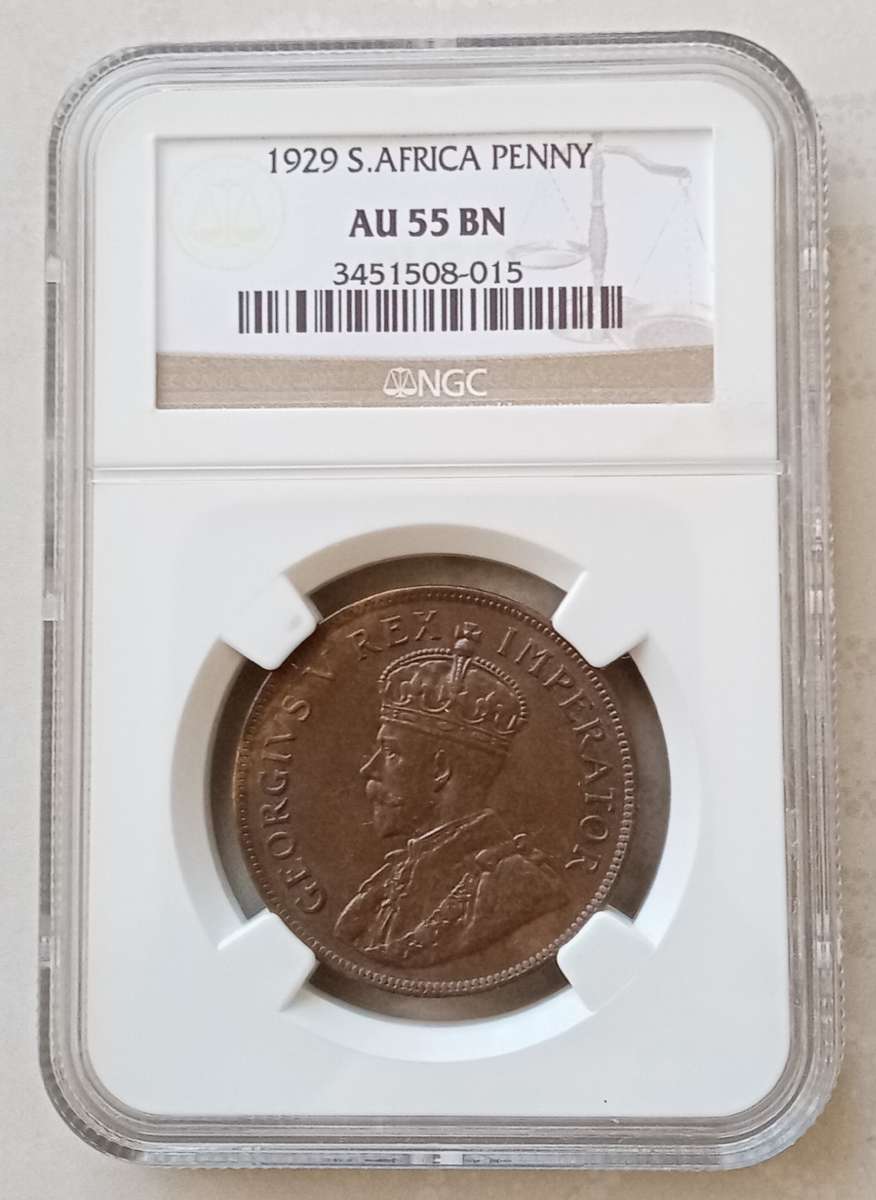 1929 S.AFRICA PENNY
AU 55 BN
3451508-015
NGC
GEORGIVS V REX IMPERATOR